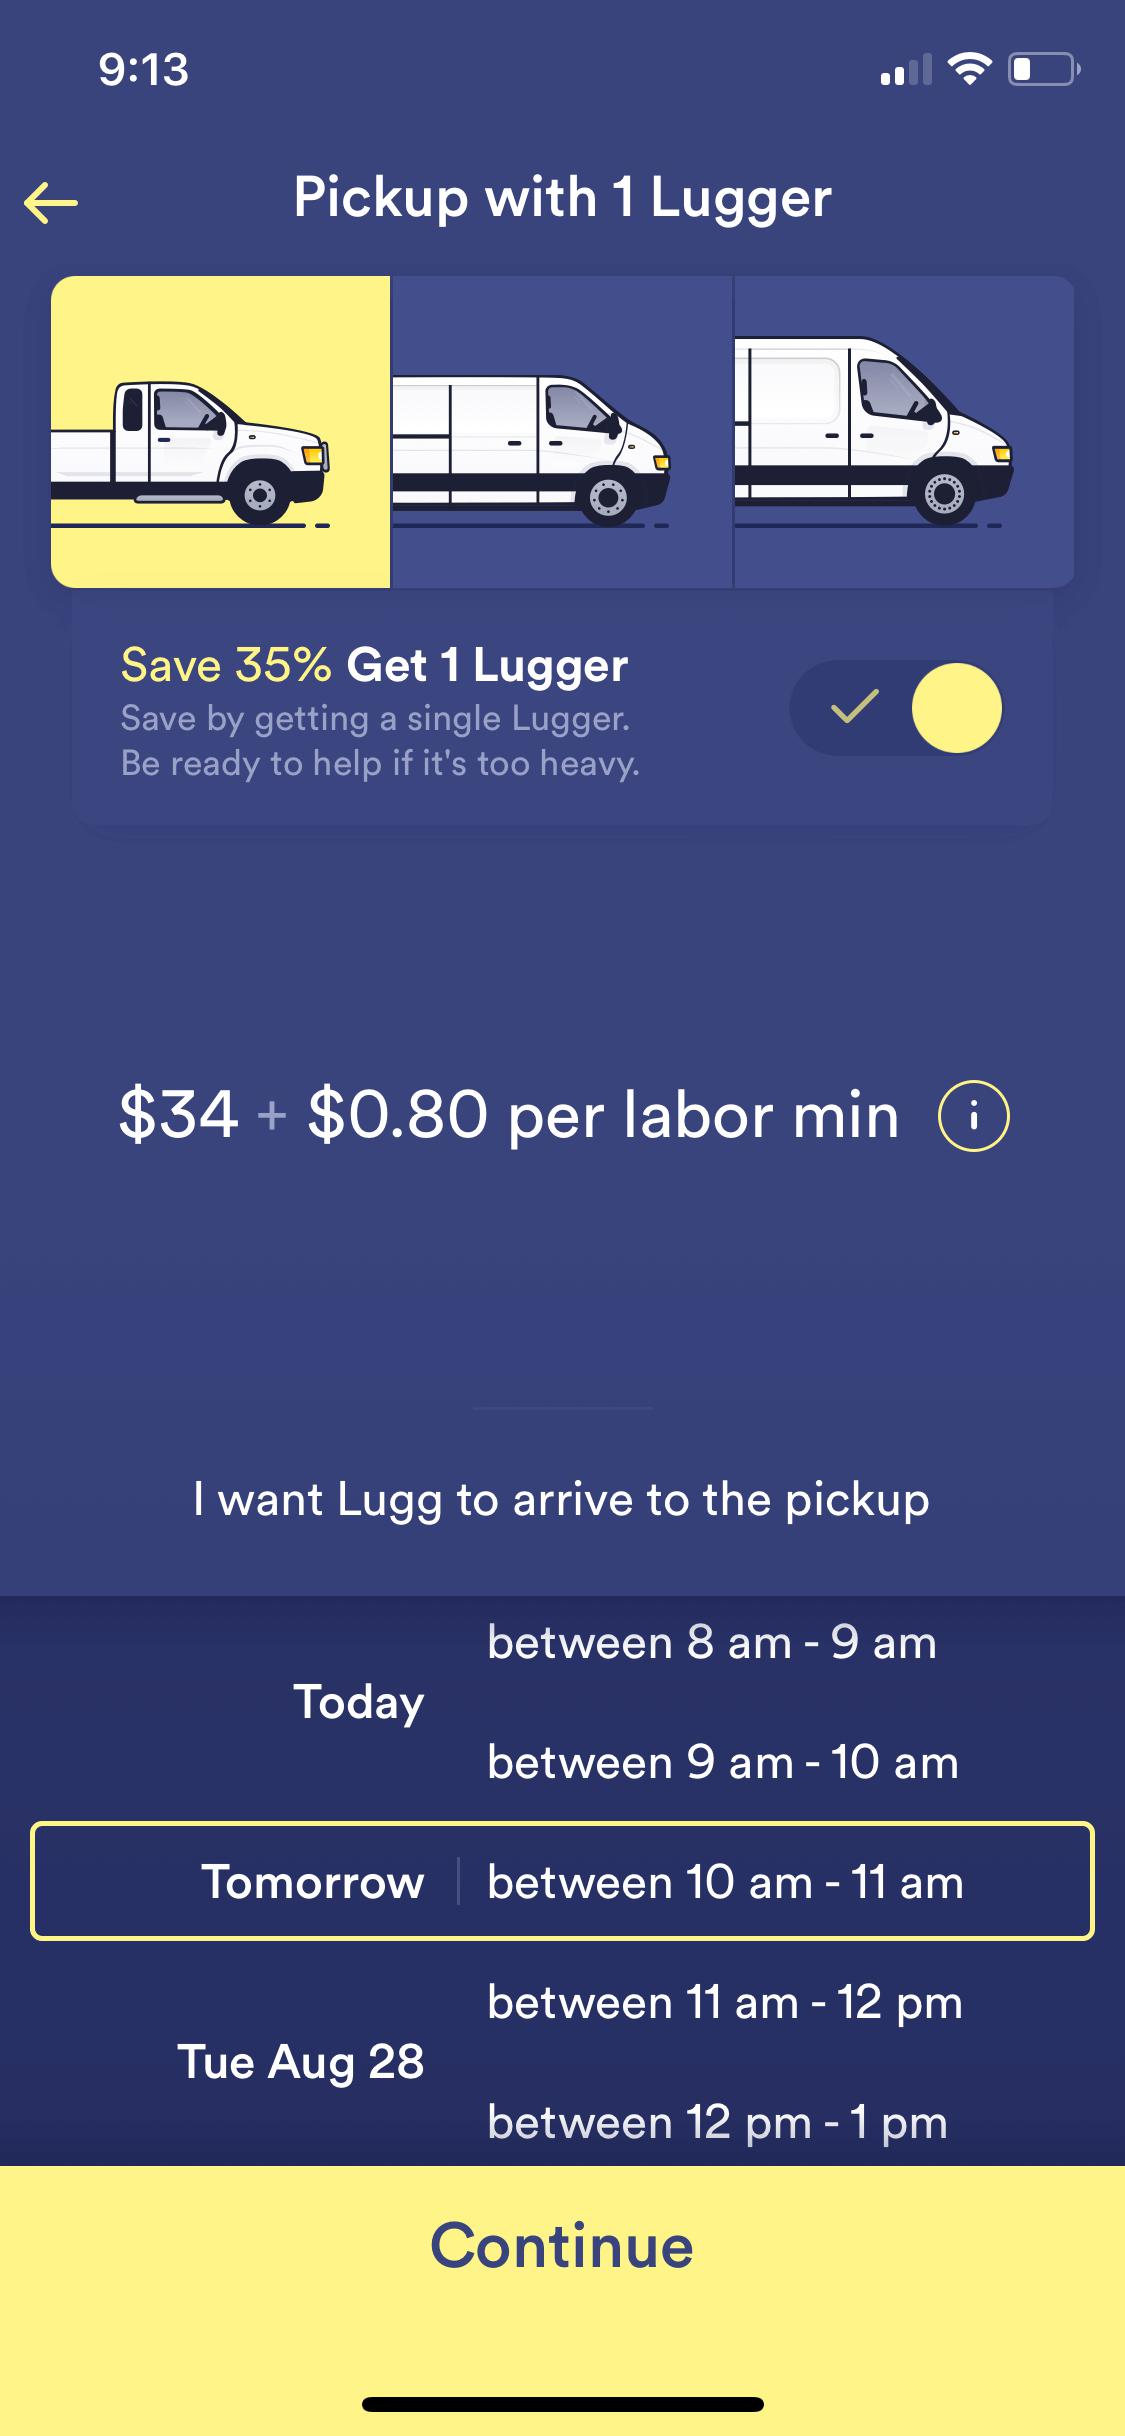 9:13
Pickup with 1 Lugger
Save 35% Get 1 Lugger
Save by getting a single Lugger.
Be ready to help if it's too heavy.
$34 + $0.80 per labor min
I want Lugg to arrive to the pickup
between 8 am - 9 am
Today
between 9 am - 10 am
Tomorrow between 10 am - 11 am
between 11 am - 12 pm
Tue Aug 28
between 12 pm - 1 pm
Continue